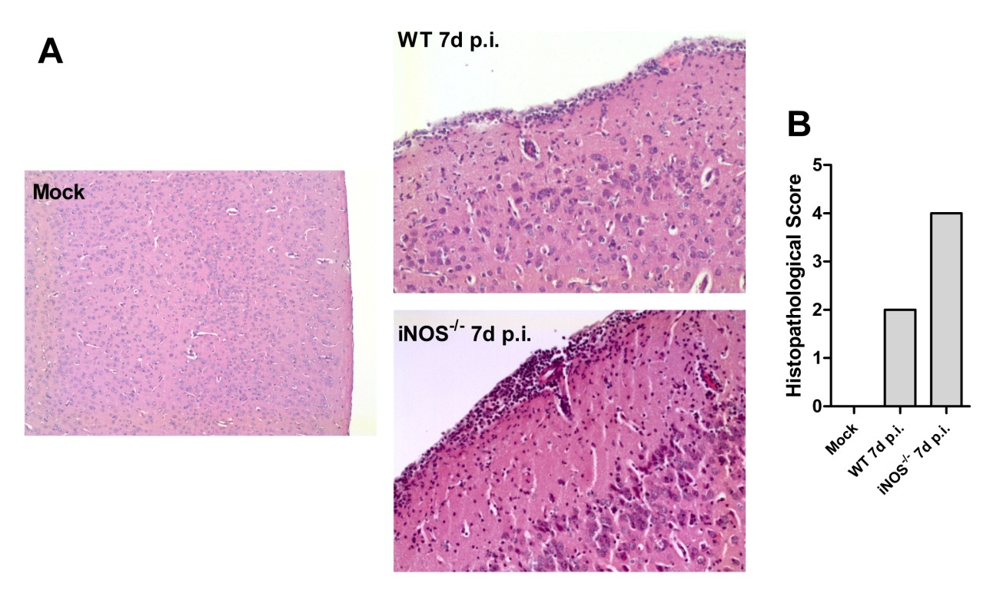 A
Mock
WT 7d p.i.
iNOS-/- 7d p.i.
B
Histopathological Score
5
4
3
2
1
0
Mock
WT 7d p.i.
iNOS-/- 7d p.i.